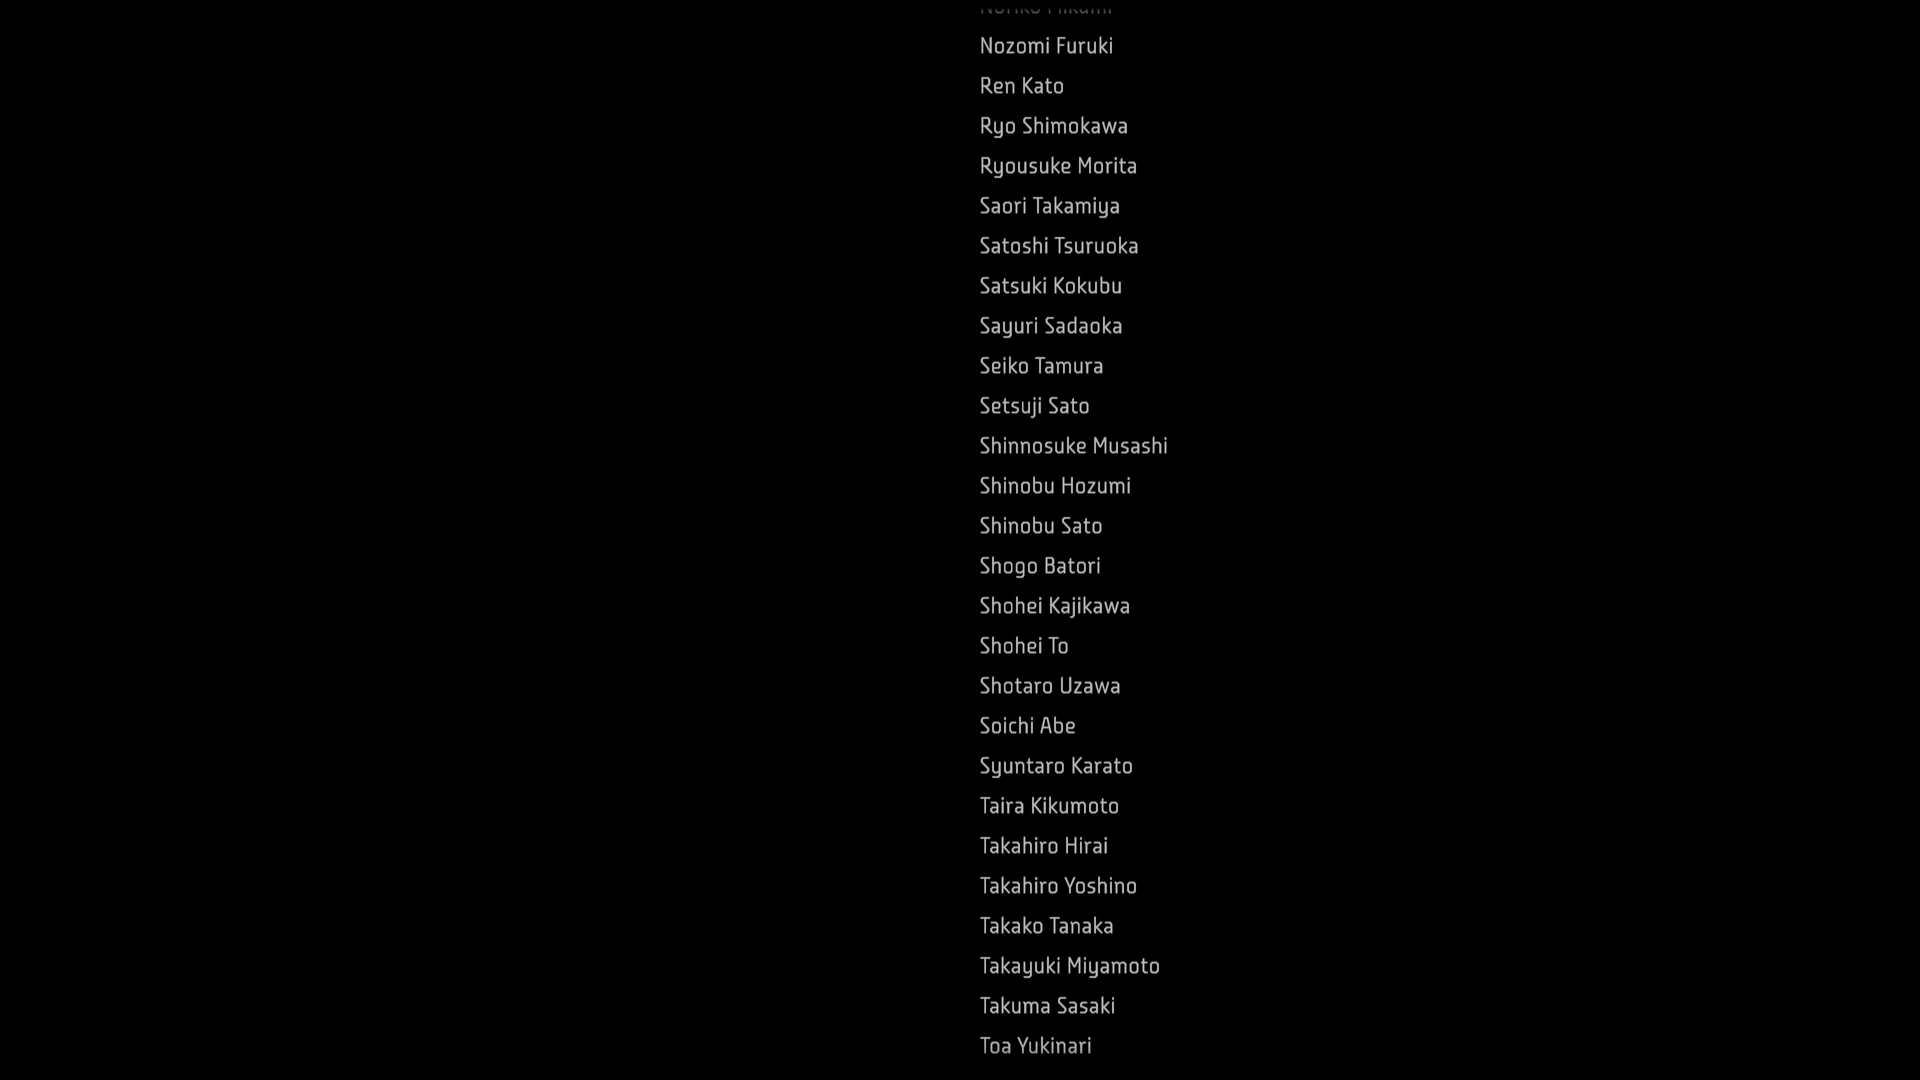 Nozomi Furuki
Ren Kato
Ryo Shimokawa
Ryousuke Morita
Saori Takamiya
Satoshi Tsuruoka
Satsuki Kokubu
Sayuri Sadaoka
Seiko Tamura
Setsuji Sato
Shinnosuke Musashi
Shinobu Hozumi
Shinobu Sato
Shogo Batori
Shohei Kajikawa
Shohei To
Shotaro Uzawa
Soichi Abe
Syuntaro Karato
Taira Kikumoto
Takahiro Hirai
Takahiro Yoshino
Takako Tanaka
Takayuki Miyamoto
Takuma Sasaki
Toa Yukinari